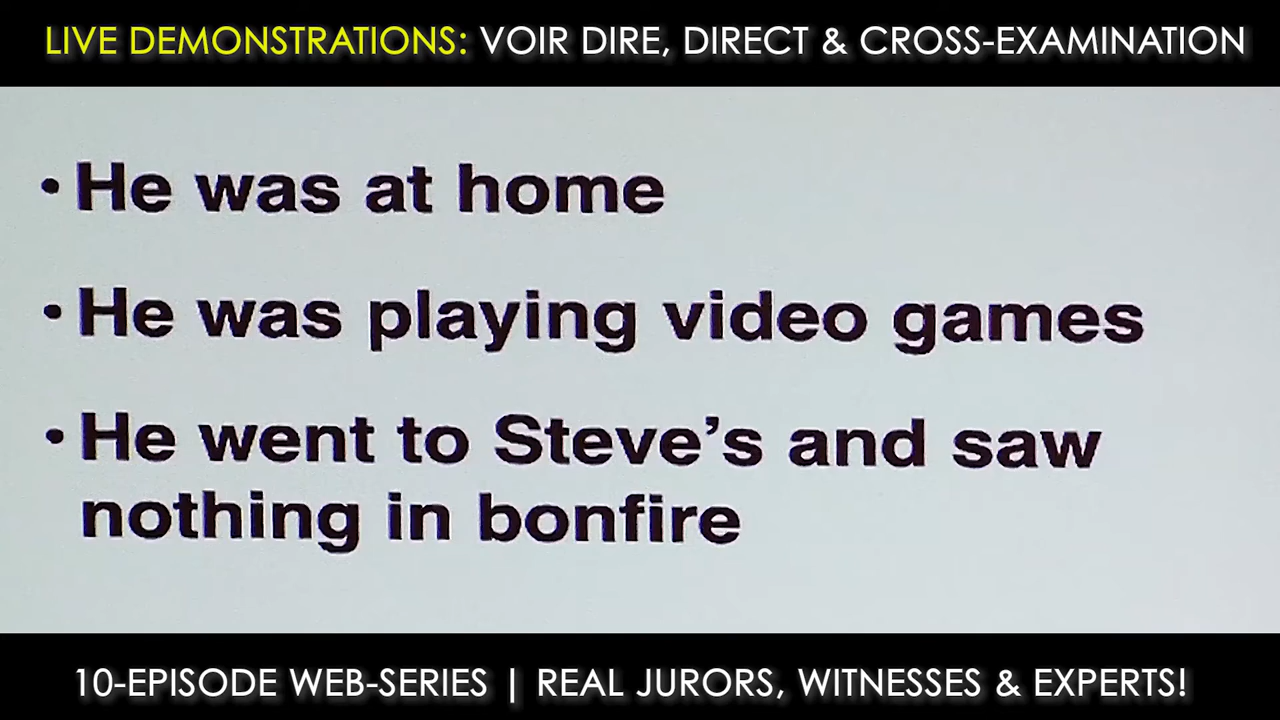 LIVE DEMONSTRATIONS: VOIR DIRE, DIRECT & CROSS-EXAMINATION
• He was at home
• He was playing video games
• He went to Steve’s and saw
nothing in bonfire
10-EPISODE WEB-SERIES | REAL JURORS, WITNESSES & EXPERTS!